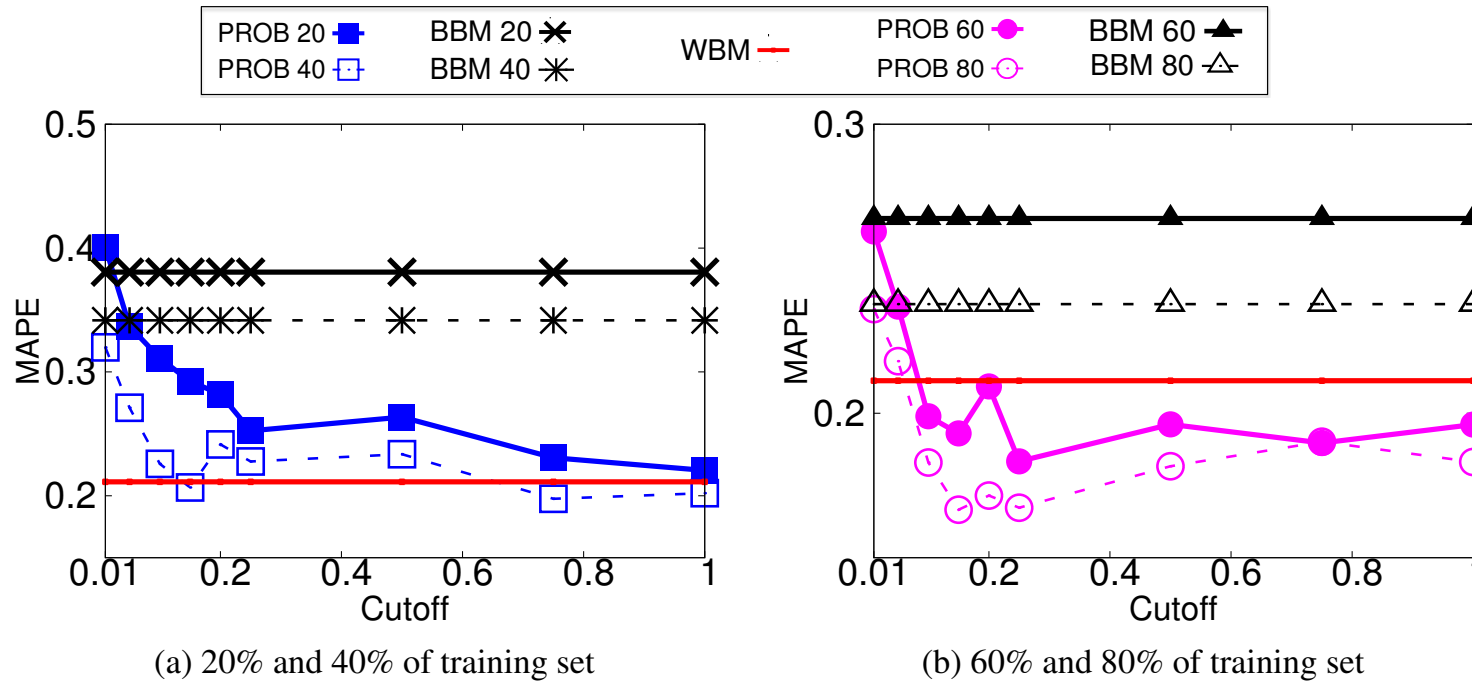 PROB 20 BBM 20 WBM PROB 60 BBM 60
PROB 40 BBM 40 PROB 80 BBM 80
0.5
0.4
0.3
0.2
MAPE
0.01 0.2 0.4 0.6 0.8 1
Cutoff
(a) 20% and 40% of training set
0.3
0.2
MAPE
0.01 0.2 0.6 0.8
Cutoff
(b) 60% and 80% of training set